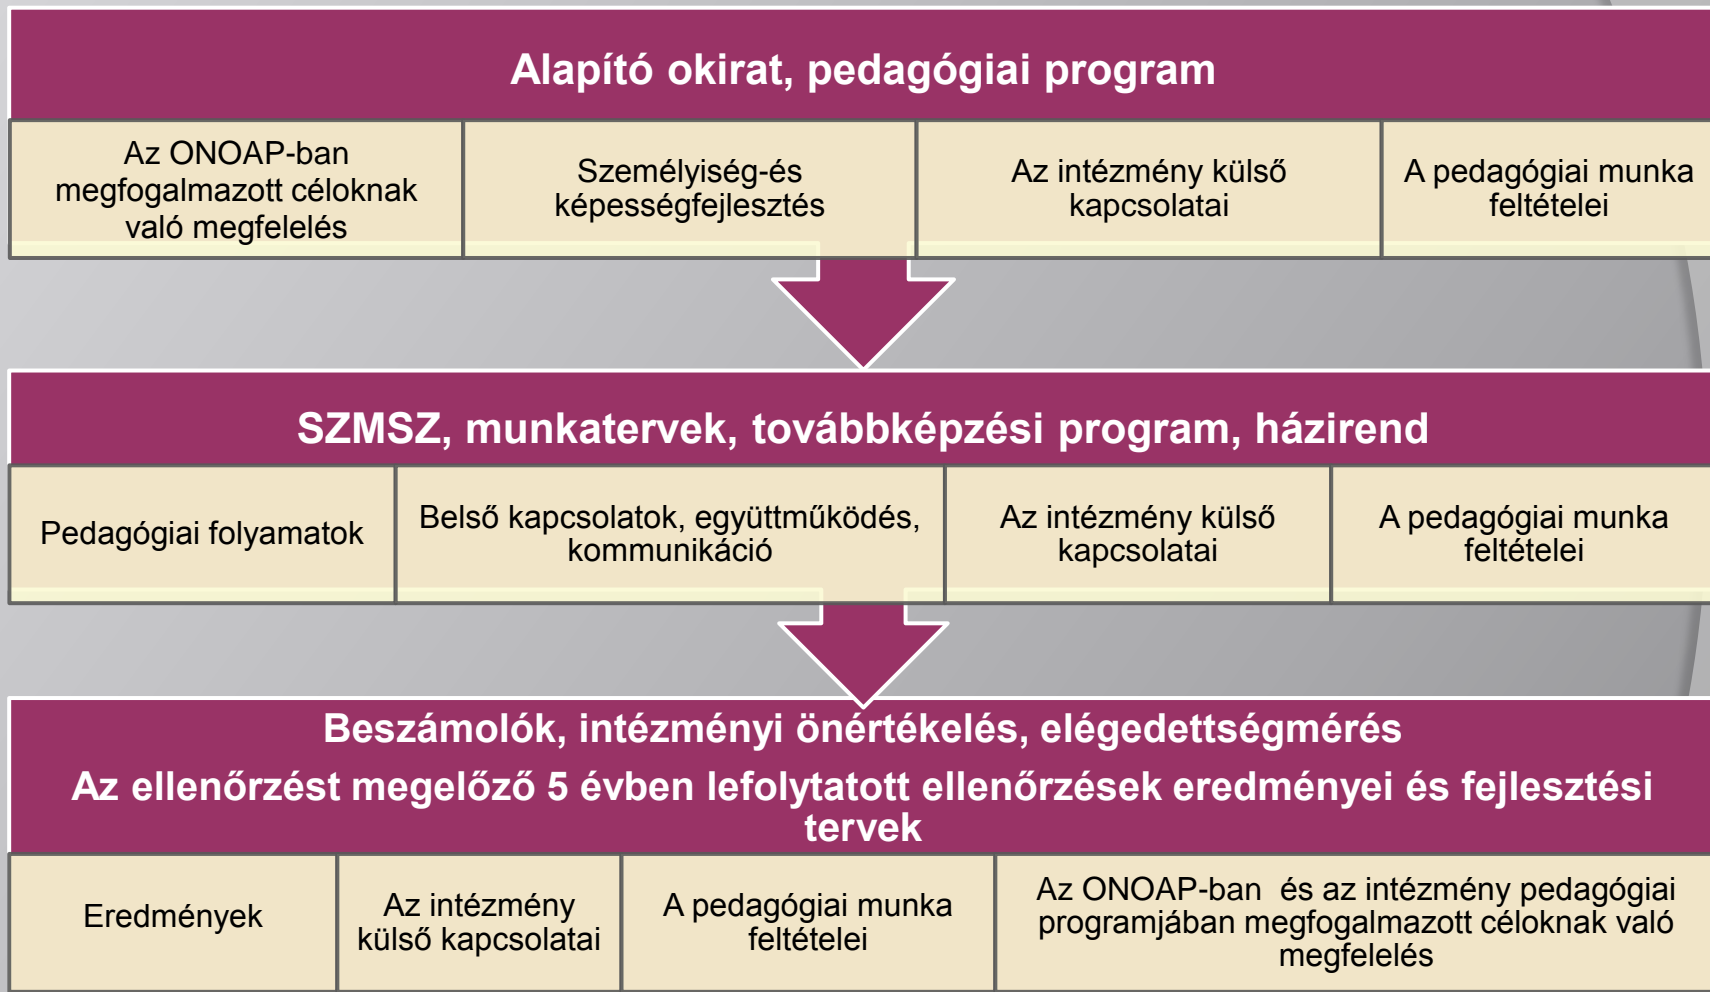 Alapító okirat, pedagógiai program
Az ONOAP-ban
megfogalmazott céloknak
való megfelelés
Személyiség-és
képességfejlesztés
Az intézmény külső
kapcsolatai
A pedagógiai munka
feltételei
SZMSZ, munkatervek, továbbképzési program, házirend
Pedagógiai folyamatok
Belső kapcsolatok, együttműködés,
kommunikáció
Az intézmény külső
kapcsolatai
A pedagógiai munka
feltételei
Beszámolók, intézményi önértékelés, elégedettségmérés
Az ellenőrzést megelőző 5 évben lefolytatott ellenőrzések eredményei és fejlesztési
tervek
Eredmények
Az intézmény
külső kapcsolatai
A pedagógiai munka
feltételei
Az ONOAP-ban és az intézmény pedagógiai
programjában megfogalmazott céloknak való
megfelelés